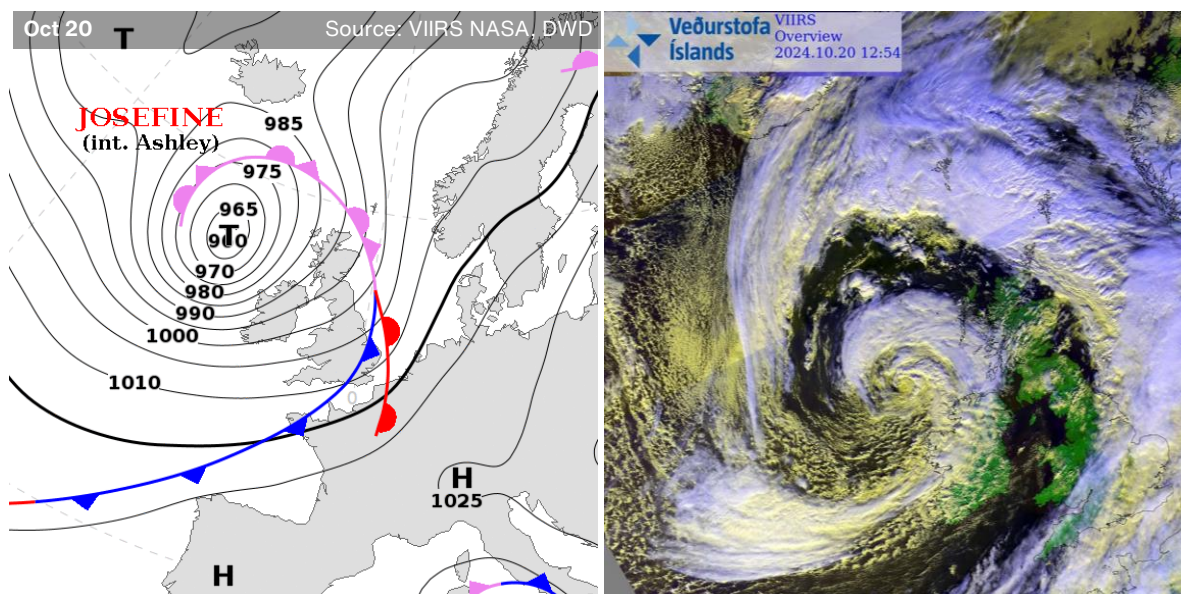 Oct 20
Source: VIIRS NASA, DWD
T
JOSEFINE
(int. Ashley)
985
975
965
T
960
970
980
990
1000
1010
H
1025
H
Veðurstofa
Íslands
VIIRS
Overview
2024.10.20 12:54